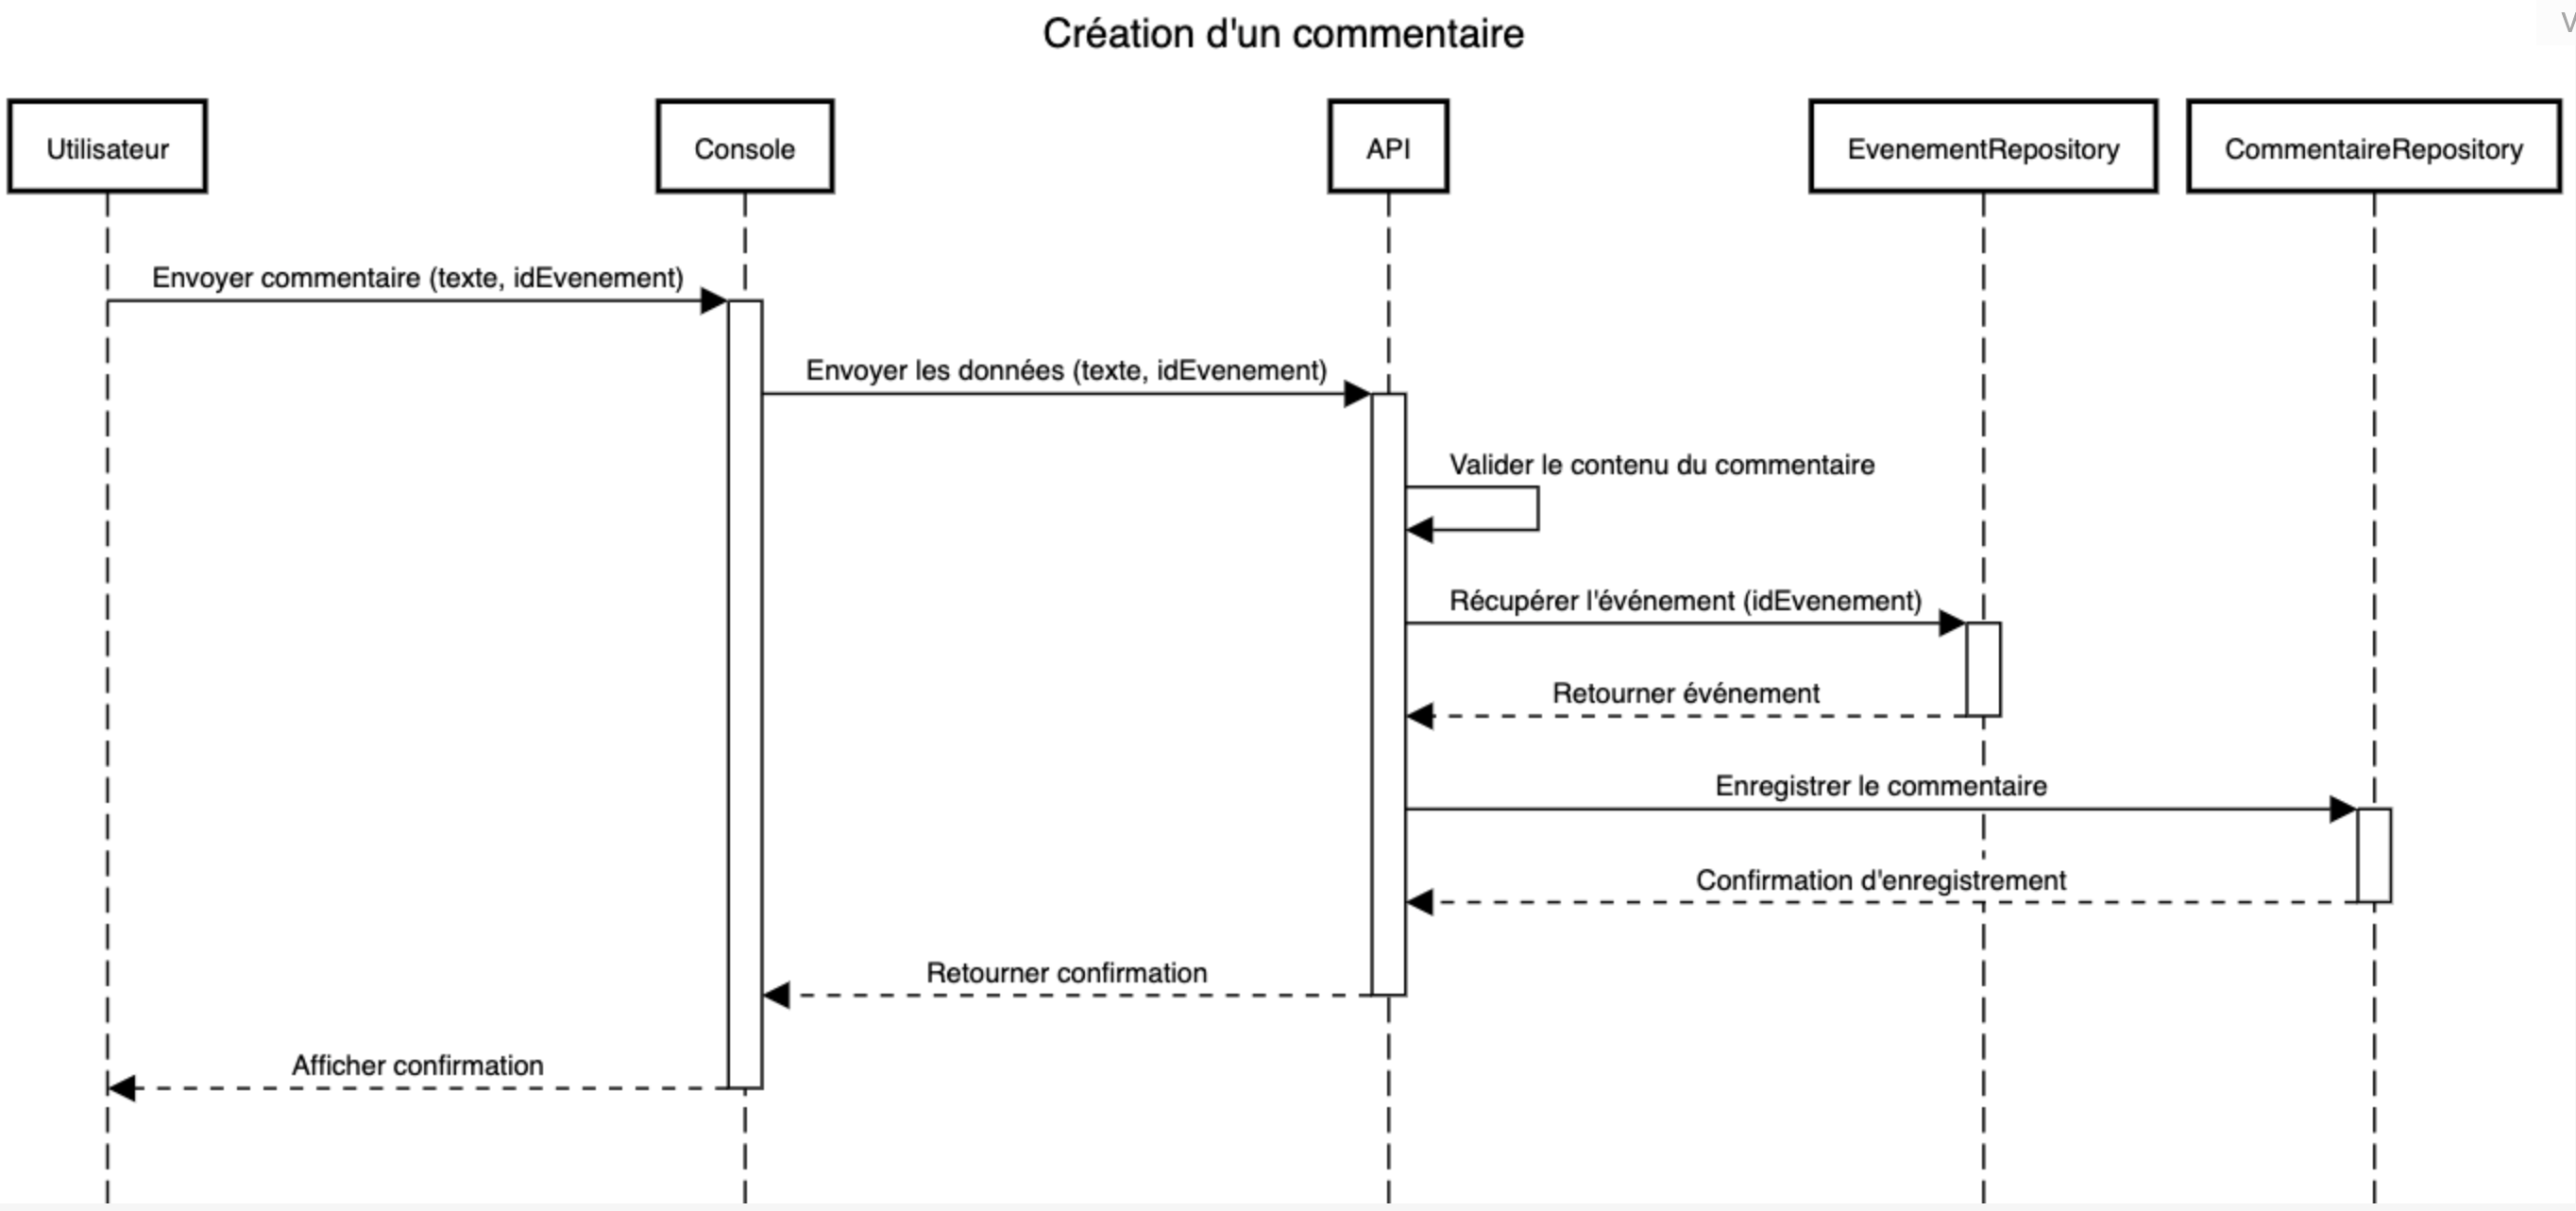 Création d'un commentaire
V
Utilisateur
Console
API
EvenementRepository
CommentaireRepository
Envoyer commentaire (texte, idEvenement)
Envoyer les données (texte, idEvenement)
Valider le contenu du commentaire
Récupérer l'événement (idEvenement)
Retourner événement
Enregistrer le commentaire
Confirmation d'enregistrement
Retourner confirmation
Afficher confirmation